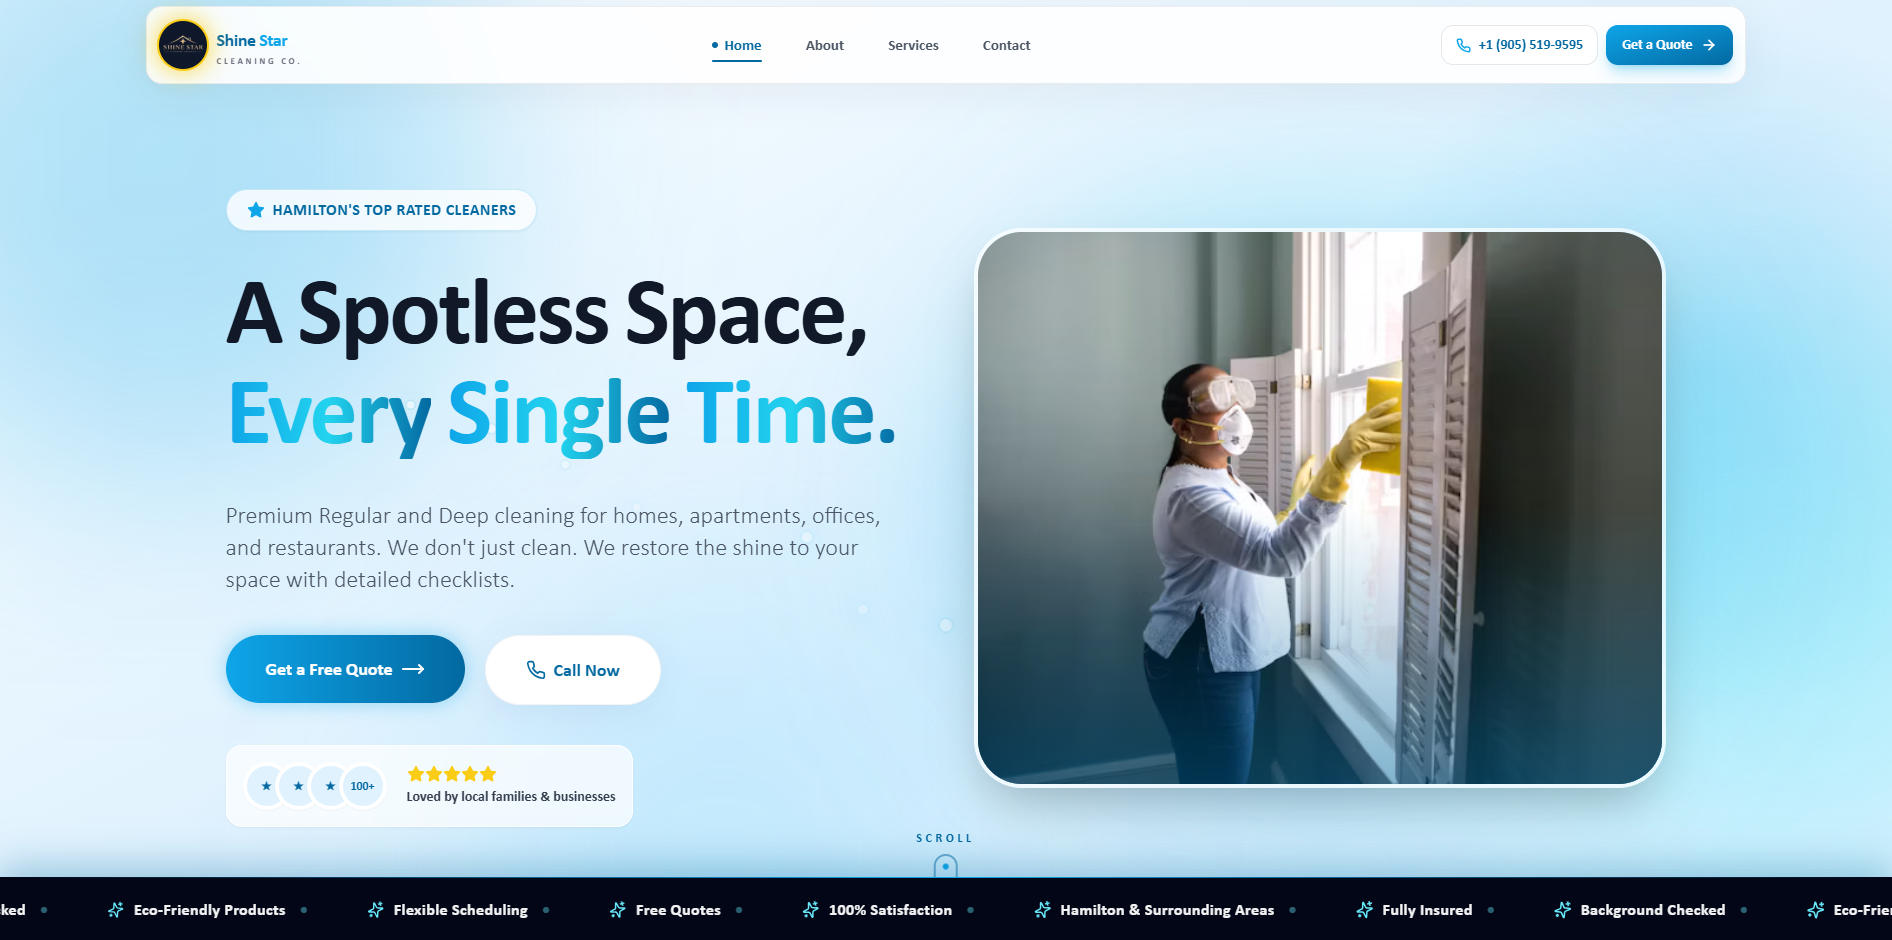 SHINE STAR
Shine Star
CLEANING CO.
Home
About
Services
Contact
+1 (905) 519-9595
Get a Quote
HAMILTON'S TOP RATED CLEANERS
A Spotless Space,
Every Single Time.
Premium Regular and Deep cleaning for homes, apartments, offices,
and restaurants. We don't just clean. We restore the shine to your
space with detailed checklists.
Get a Free Quote
Call Now
100+
Loved by local families & businesses
SCROLL
ked
Eco-Friendly Products
Flexible Scheduling
Free Quotes
100% Satisfaction
Hamilton & Surrounding Areas
Fully Insured
Background Checked
Eco-Frie